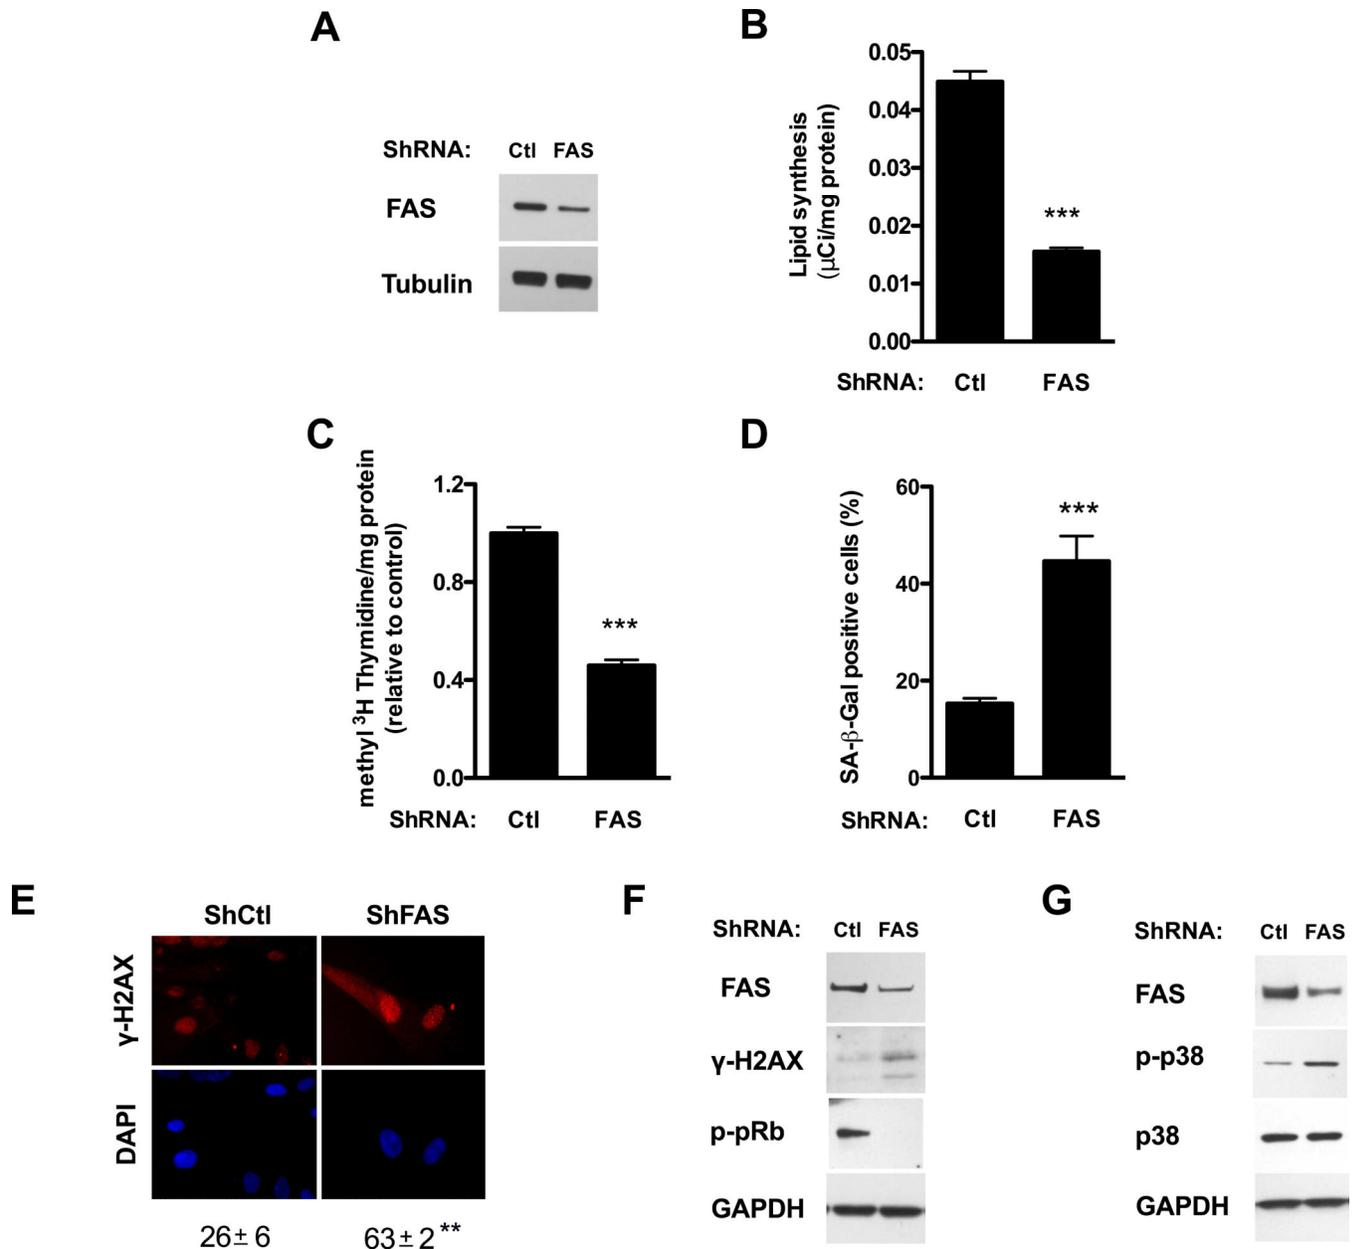 A
ShRNA: Ctl FAS
FAS
Tubulin
B
Lipid synthesis
(μCi/mg protein)
0.05
0.04
0.03
0.02
0.01
0.00
***
ShRNA: Ctl FAS
C
methyl ³H Thymidine/mg protein
(relative to control)
1.2
0.8
0.4
0.0
***
ShRNA: Ctl FAS
D
SA-β-Gal positive cells (%)
60
40
20
0
***
ShRNA: Ctl FAS
E
ShCtl ShFAS
γ-H2AX
DAPI
26± 6 63± 2 **
F
ShRNA: Ctl FAS
FAS
γ-H2AX
p-pRb
GAPDH
G
ShRNA: Ctl FAS
FAS
p-p38
p38
GAPDH